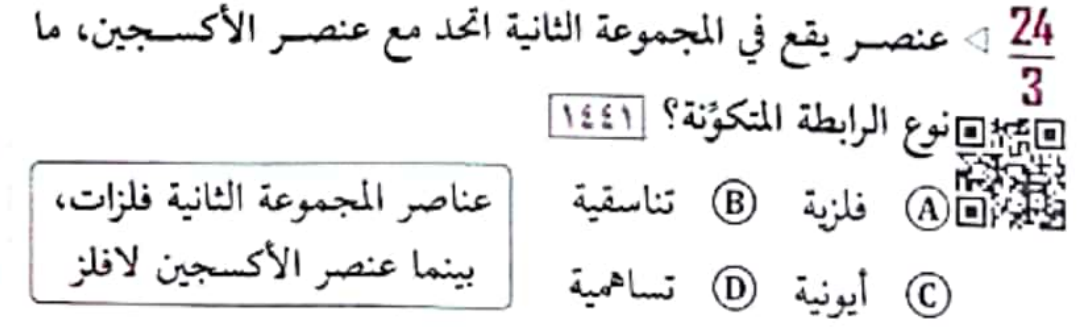 24/3 ◁ عنصر يقع في المجموعة الثانية اتحد مع عنصر الأكسجين، ما
نوع الرابطة المتكوِّنة؟ ١٤٤١
A فلزية B تناسقية
C أيونية D تساهمية
عناصر المجموعة الثانية فلزات،
بينما عنصر الأكسجين لافلز